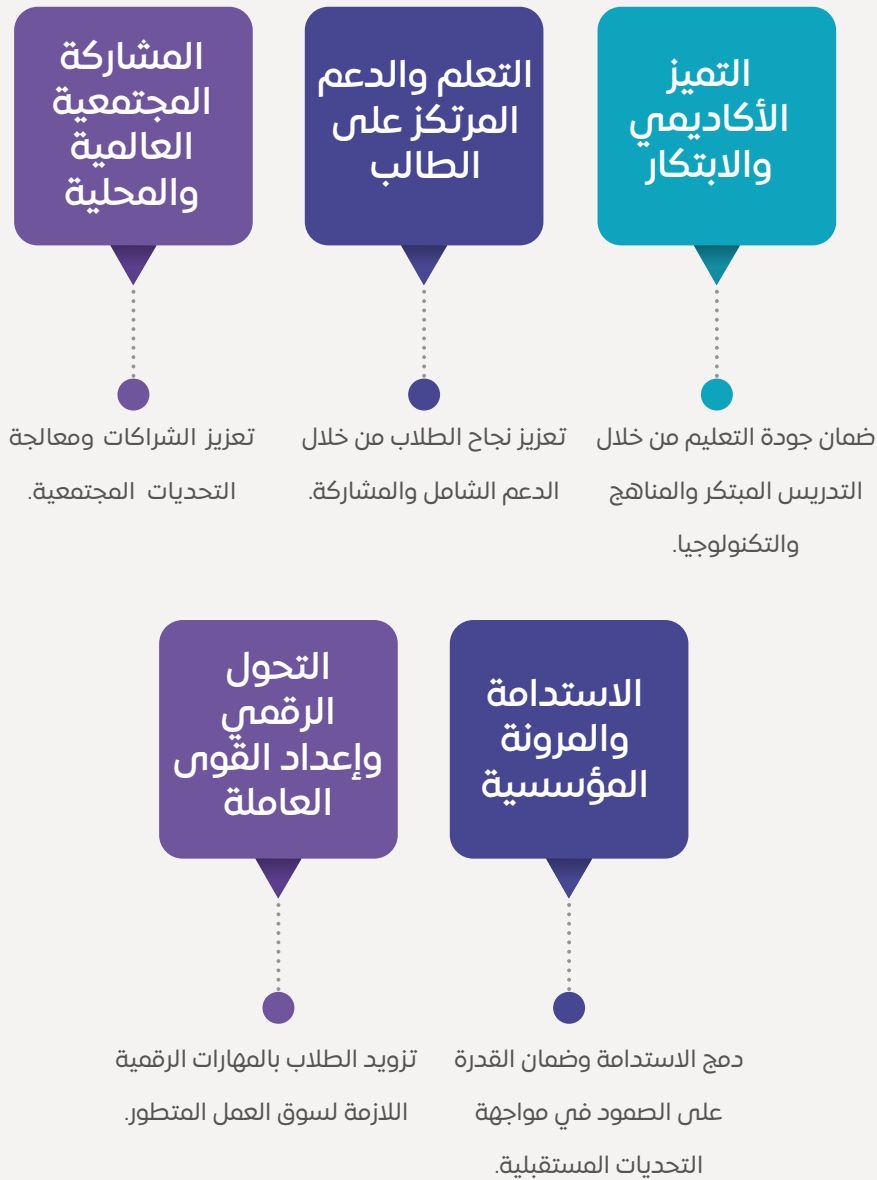 التميز
الأكاديمي
والابتكار
ضمان جودة التعليم من خلال
التدريس المبتكر والمناهج
والتكنولوجيا.
التعلم والدعم
المرتكز على
الطالب
تعزيز نجاح الطلاب من خلال
الدعم الشامل والمشاركة.
المشاركة
المجتمعية
العالمية
والمحلية
تعزيز الشراكات ومعالجة
التحديات المجتمعية.
الاستدامة
والمرونة
المؤسسية
دمج الاستدامة وضمان القدرة
على الصمود في مواجهة
التحديات المستقبلية.
التحول
الرقمي
وإعداد القوى
العاملة
تزويد الطلاب بالمهارات الرقمية
اللازمة لسوق العمل المتطور.